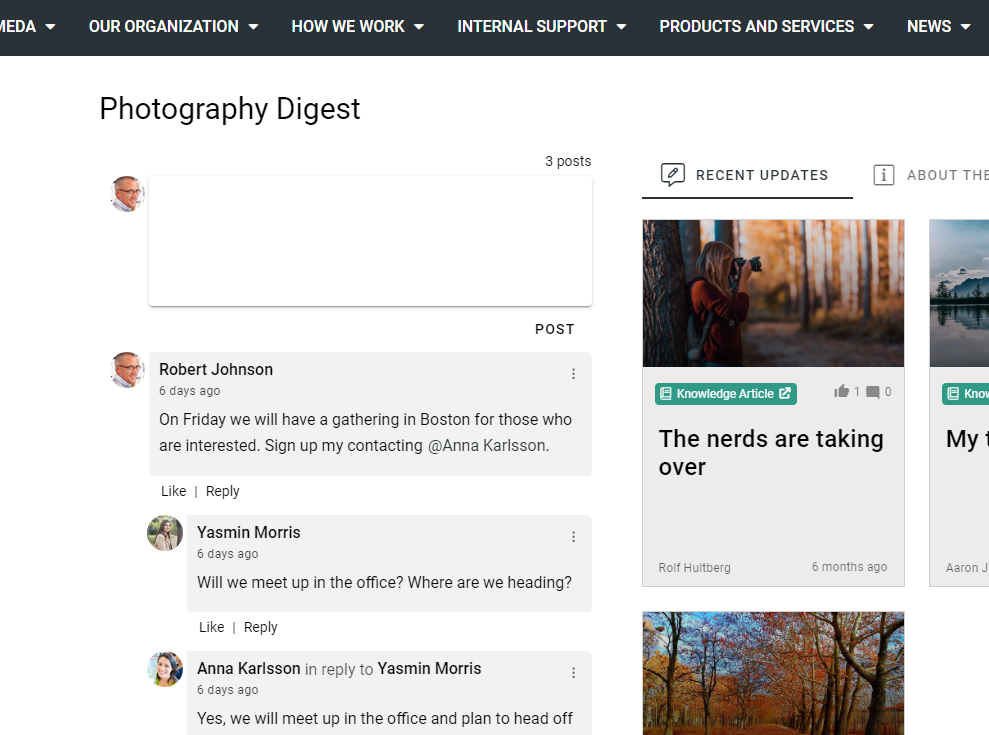 MEDA
OUR ORGANIZATION
HOW WE WORK
INTERNAL SUPPORT
PRODUCTS AND SERVICES
NEWS
Photography Digest
3 posts
POST
Robert Johnson
6 days ago
On Friday we will have a gathering in Boston for those who
are interested. Sign up my contacting @Anna Karlsson.
Like | Reply
Yasmin Morris
6 days ago
Will we meet up in the office? Where are we heading?
Like | Reply
Anna Karlsson in reply to Yasmin Morris
6 days ago
Yes, we will meet up in the office and plan to head off
RECENT UPDATES
ABOUT THE
Knowledge Article
1
0
The nerds are taking
over
Rolf Hultberg
6 months ago
Know
My t
Aaron J